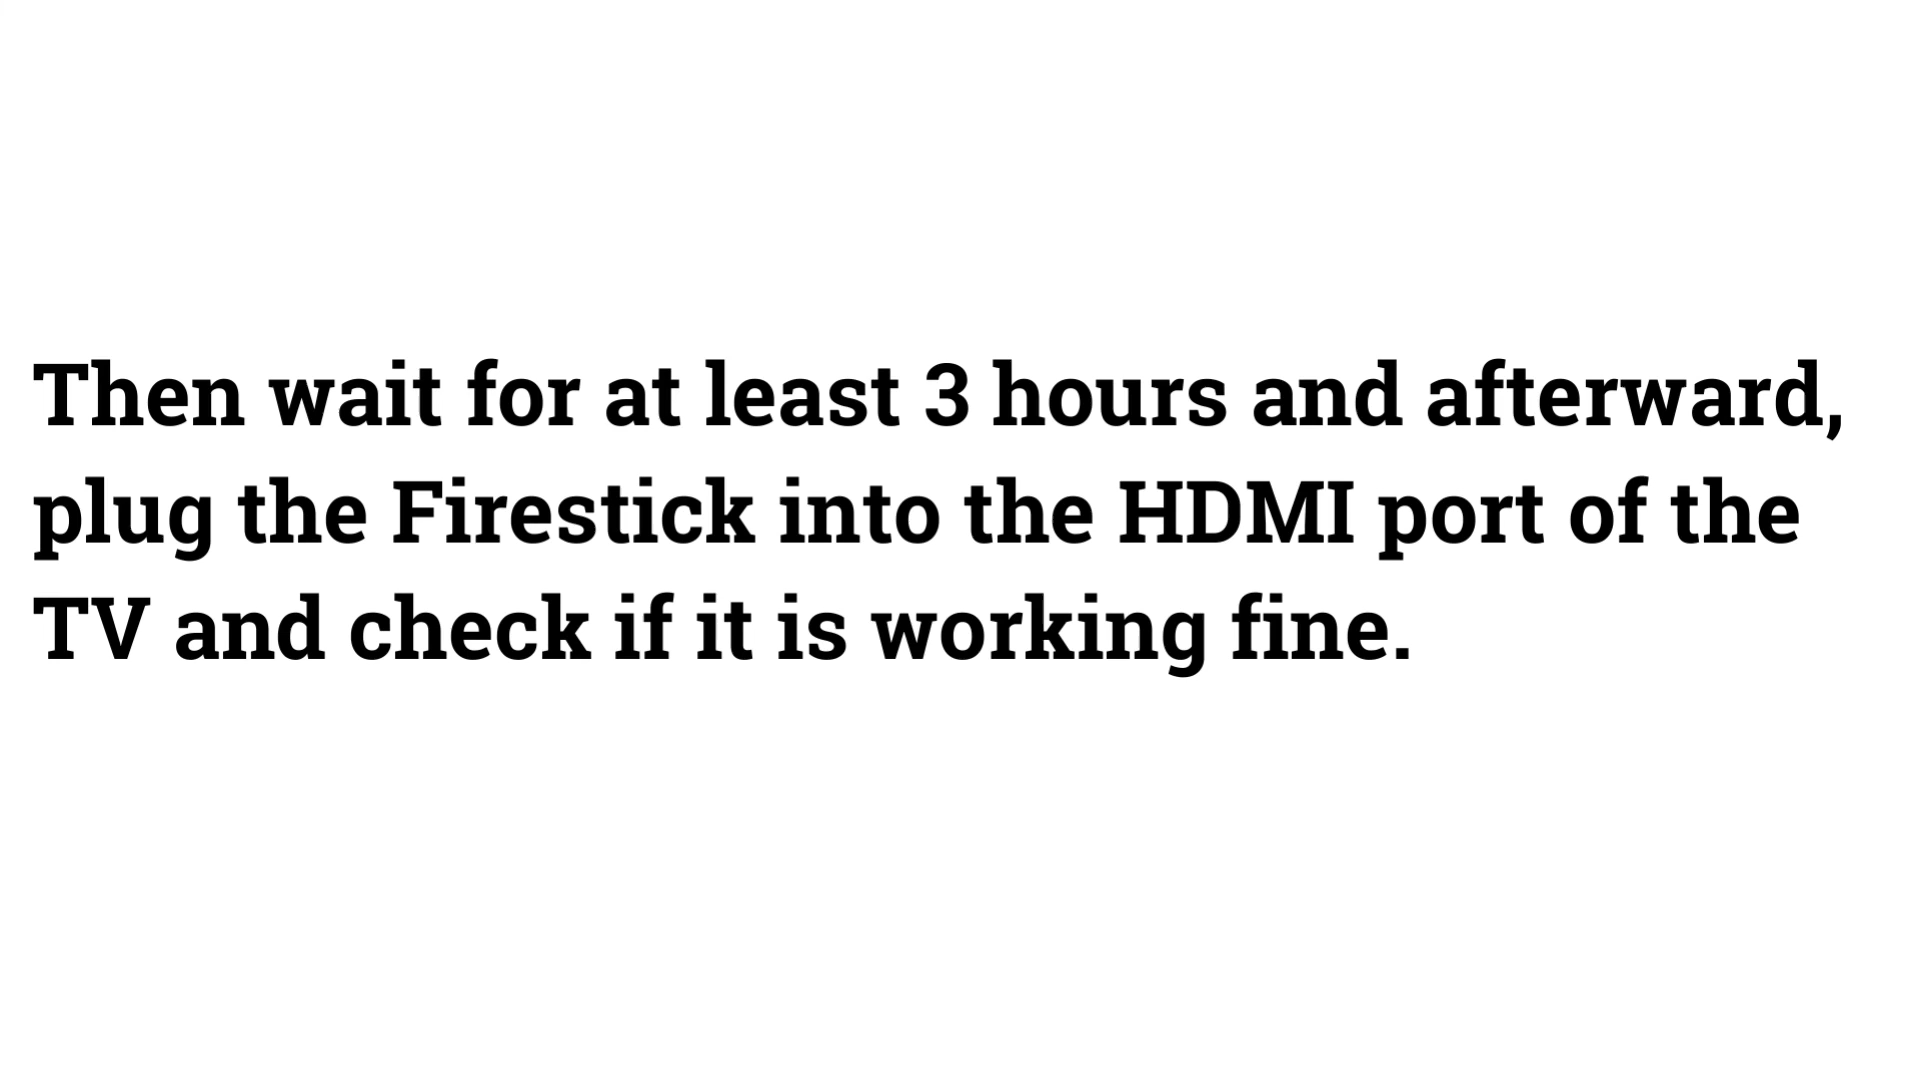 Then wait for at least 3 hours and afterward,
plug the Firestick into the HDMI port of the
TV and check if it is working fine.